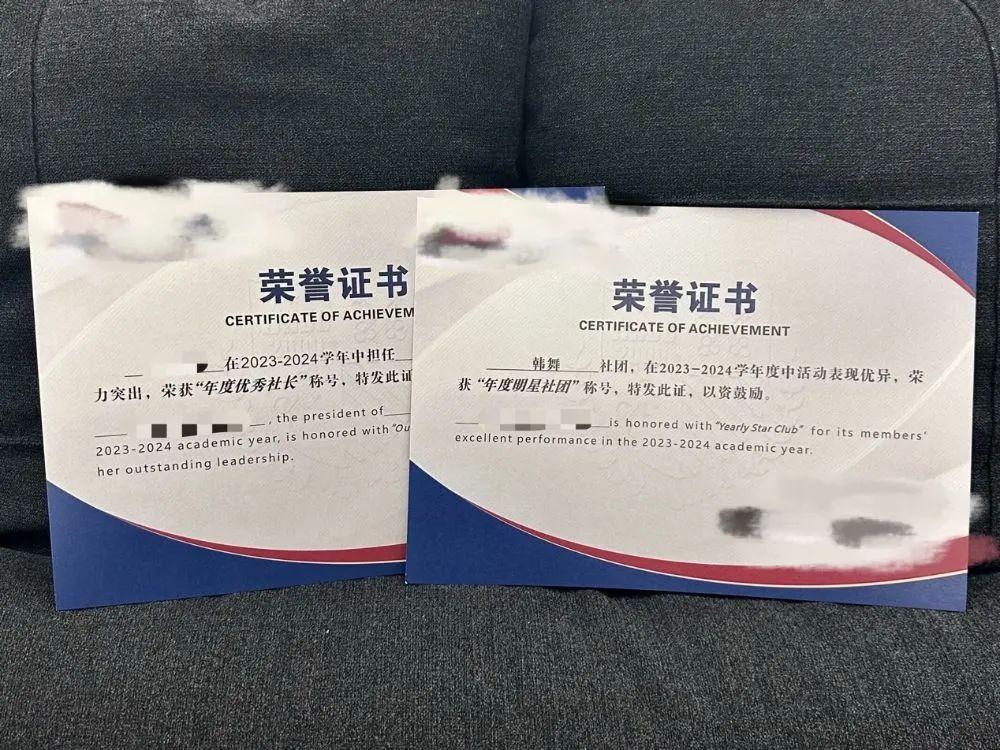 荣誉证书
CERTIFICATE OF ACHIEVEM
在2023-2024学年中担任
力突出，荣获“年度优秀社长”称号，特发此证
, the president of
2023-2024 academic year, is honored with “Ou
her outstanding leadership.
荣誉证书
CERTIFICATE OF ACHIEVEMENT
韩舞 社团，在2023-2024学年度中活动表现优异，荣
获“年度明星社团”称号，特发此证，以资鼓励。
is honored with “Yearly Star Club” for its members’
excellent performance in the 2023-2024 academic year.